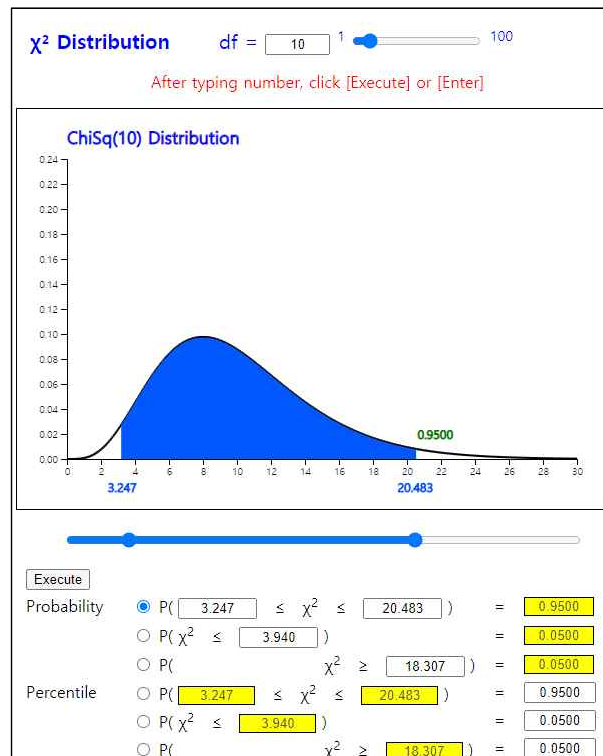 χ² Distribution df = 10 1 100
After typing number, click [Execute] or [Enter]
ChiSq(10) Distribution
0.24
0.22
0.20
0.18
0.16
0.14
0.12
0.10
0.08
0.06
0.04
0.02
0.00
0.9500
0 2 4 6 8 10 12 14 16 18 20 22 24 26 28 30
3.247 20.483
Execute
Probability P( 3.247 ≤ χ² ≤ 20.483 ) = 0.9500
P( χ² ≤ 3.940 ) = 0.0500
P( χ² ≥ 18.307 ) = 0.0500
Percentile P( 3.247 ≤ χ² ≤ 20.483 ) = 0.9500
P( χ² ≤ 3.940 ) = 0.0500
P( χ² ≥ 18.307 ) = 0.0500